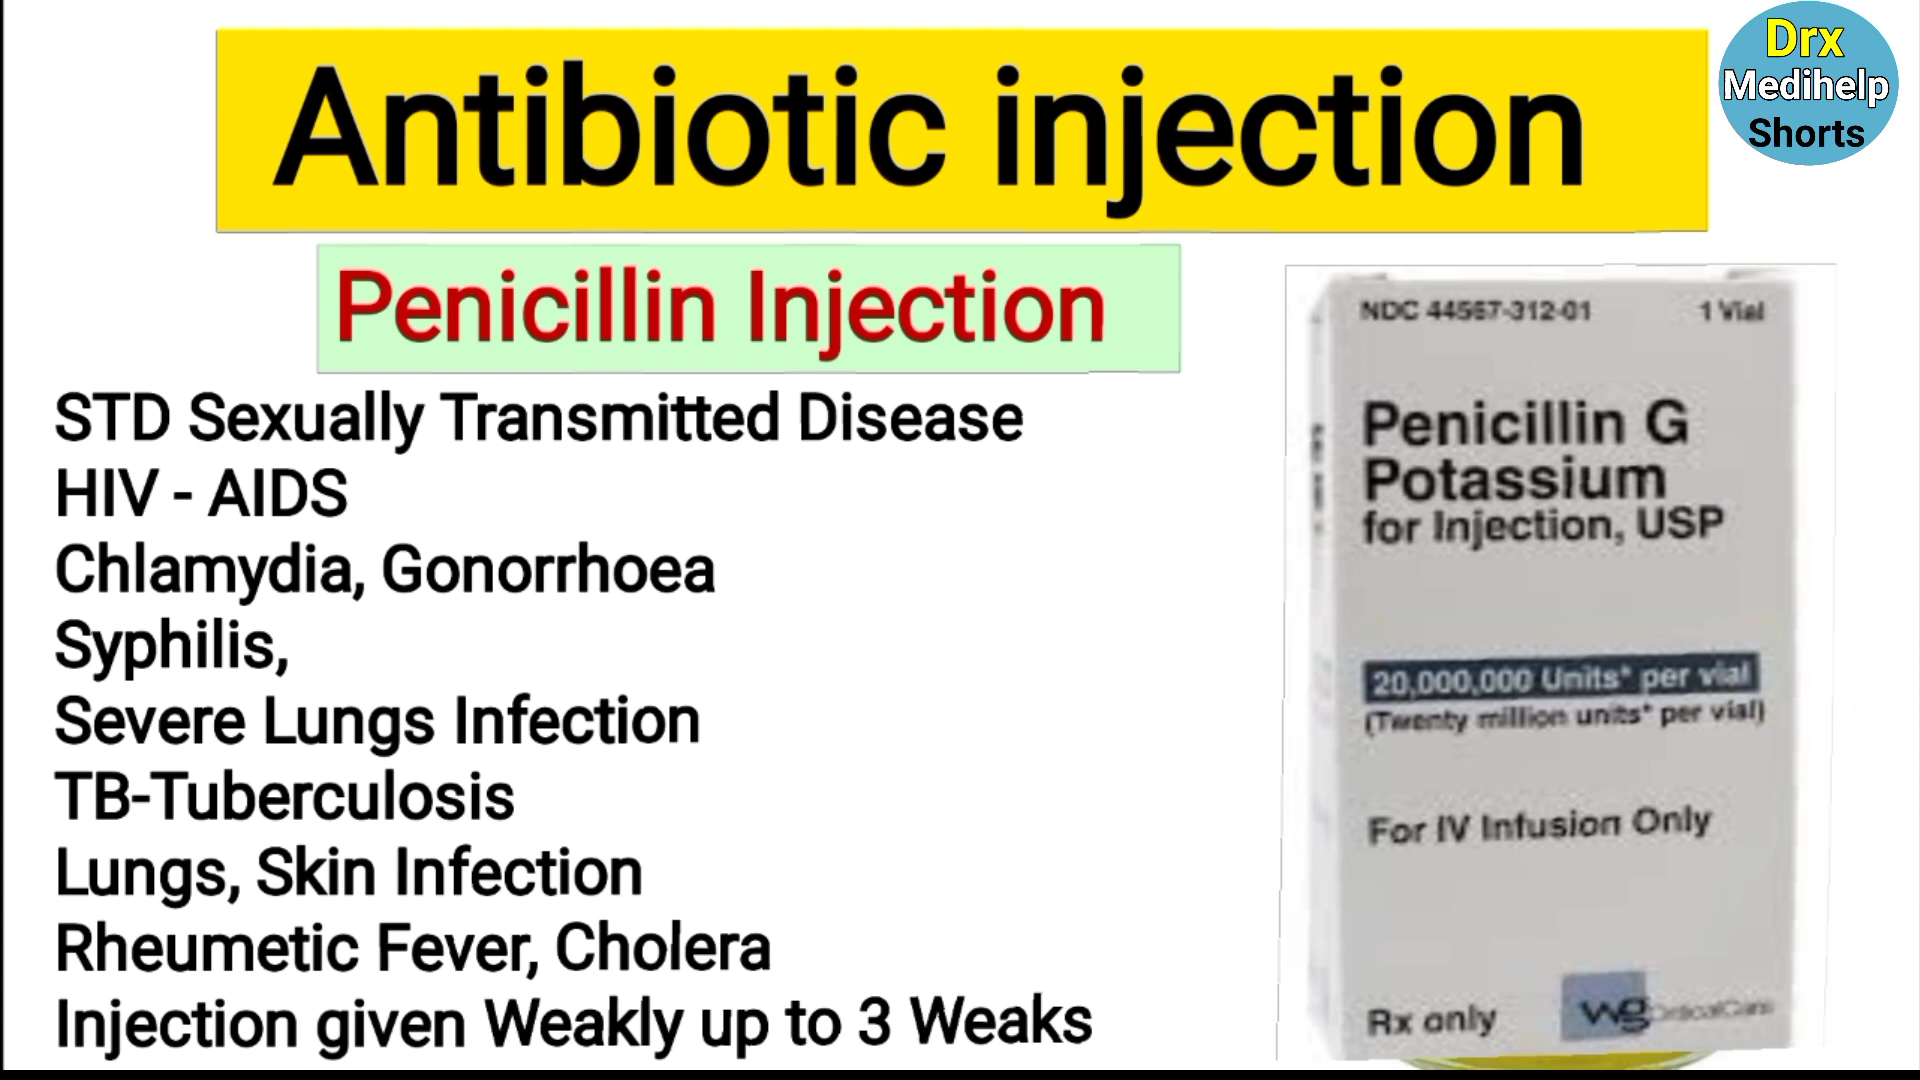 Antibiotic injection
Drx
Medihelp
Shorts
Penicillin Injection
STD Sexually Transmitted Disease
HIV - AIDS
Chlamydia, Gonorrhoea
Syphilis,
Severe Lungs Infection
TB-Tuberculosis
Lungs, Skin Infection
Rheumetic Fever, Cholera
Injection given Weakly up to 3 Weaks
NDC 44567-312-01 1 Vial
Penicillin G
Potassium
for Injection, USP
20,000,000 Units* per vial
(Twenty million units* per vial)
For IV Infusion Only
Rx only
wg CriticalCare